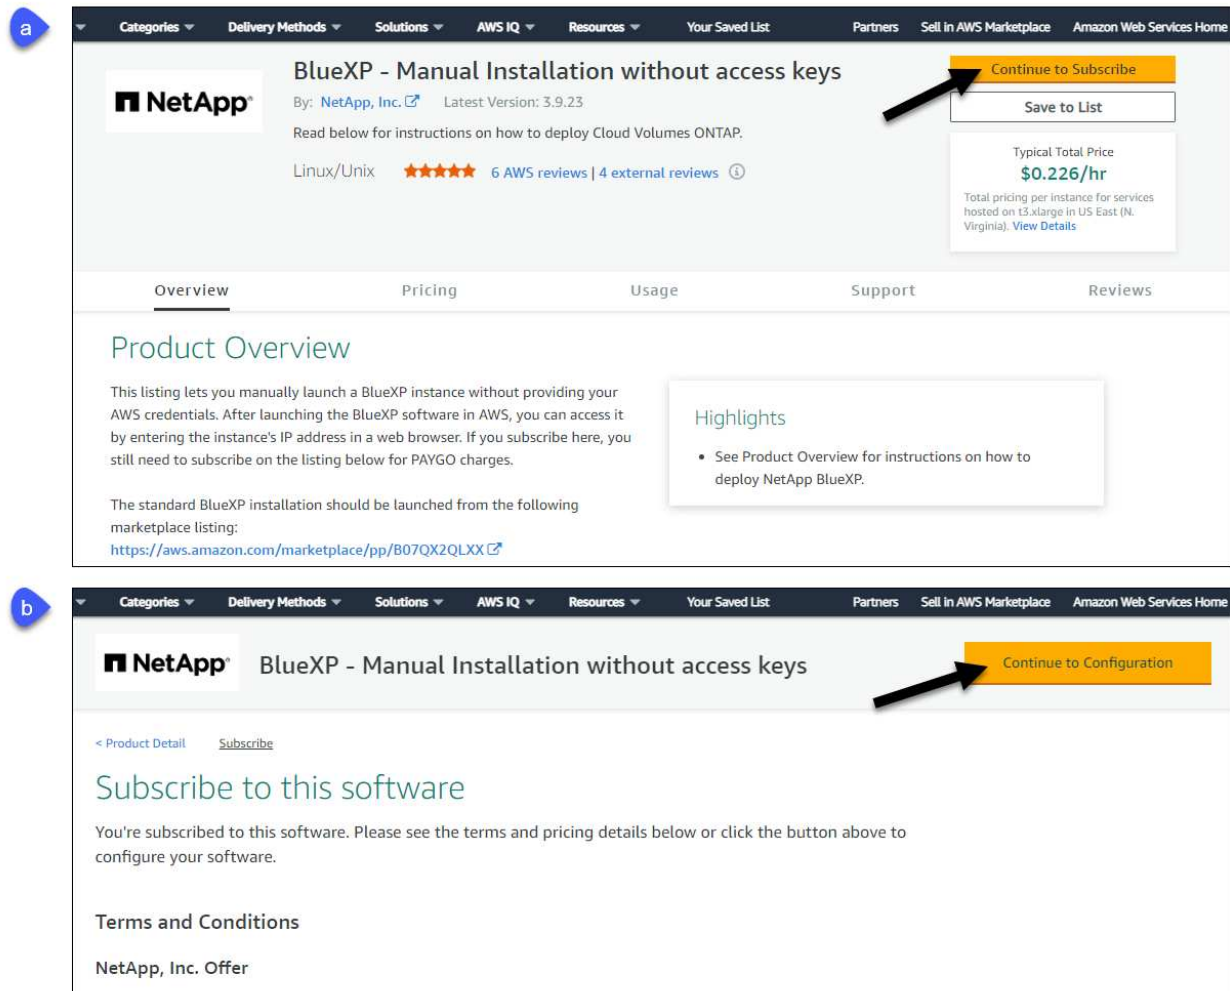 a
Categories Delivery Methods Solutions AWS IQ Resources Your Saved List Partners Sell in AWS Marketplace Amazon Web Services Home
NetApp
BlueXP - Manual Installation without access keys
By: NetApp, Inc. Latest Version: 3.9.23
Read below for instructions on how to deploy Cloud Volumes ONTAP.
Linux/Unix 6 AWS reviews | 4 external reviews
Continue to Subscribe
Save to List
Typical Total Price
$0.226/hr
Total pricing per instance for services
hosted on t3.xlarge in US East (N.
Virginia). View Details
Overview Pricing Usage Support Reviews
Product Overview
This listing lets you manually launch a BlueXP instance without providing your
AWS credentials. After launching the BlueXP software in AWS, you can access it
by entering the instance's IP address in a web browser. If you subscribe here, you
still need to subscribe on the listing below for PAYGO charges.
The standard BlueXP installation should be launched from the following
marketplace listing:
https://aws.amazon.com/marketplace/pp/B07QX2QLXX
Highlights
• See Product Overview for instructions on how to
deploy NetApp BlueXP.
b
Categories Delivery Methods Solutions AWS IQ Resources Your Saved List Partners Sell in AWS Marketplace Amazon Web Services Home
NetApp
BlueXP - Manual Installation without access keys
Continue to Configuration
< Product Detail Subscribe
Subscribe to this software
You're subscribed to this software. Please see the terms and pricing details below or click the button above to
configure your software.
Terms and Conditions
NetApp, Inc. Offer